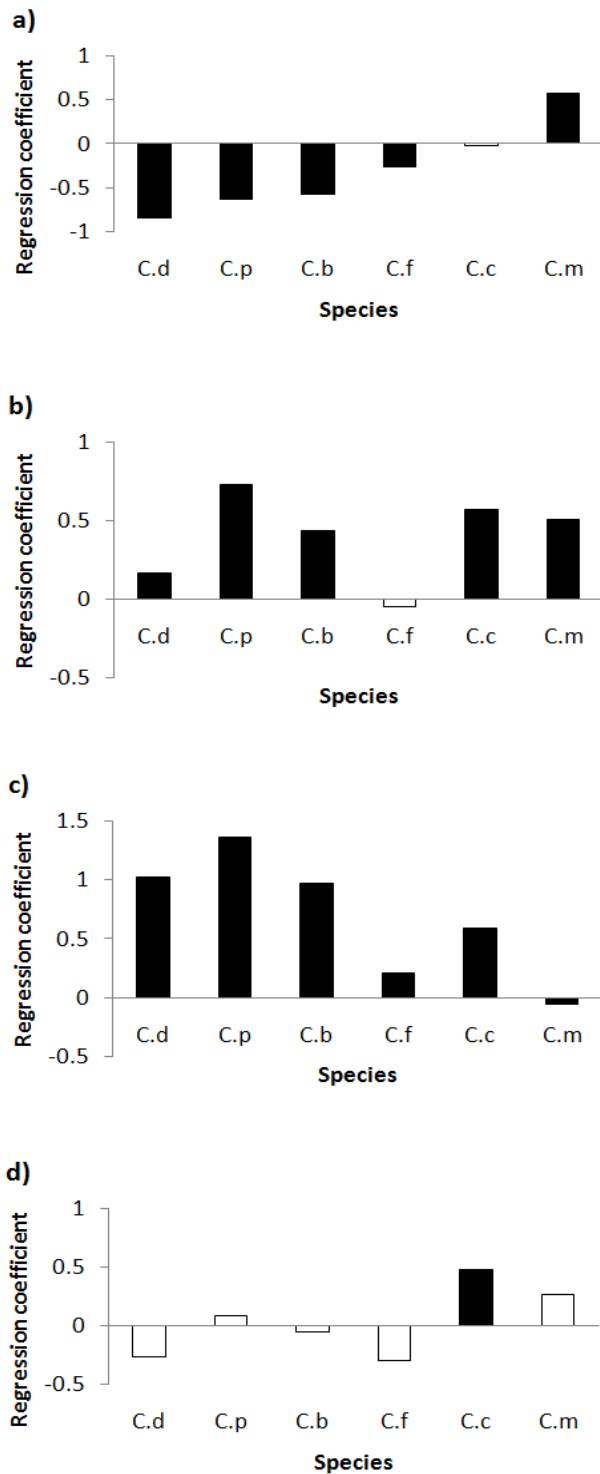 a)
Regression coefficient
1
0.5
0
-0.5
-1
C.d C.p C.b C.f C.c C.m
Species
b)
Regression coefficient
1
0.5
0
-0.5
C.d C.p C.b C.f C.c C.m
Species
c)
Regression coefficient
1.5
1
0.5
0
-0.5
C.d C.p C.b C.f C.c C.m
Species
d)
Regression coefficient
1
0.5
0
-0.5
C.d C.p C.b C.f C.c C.m
Species